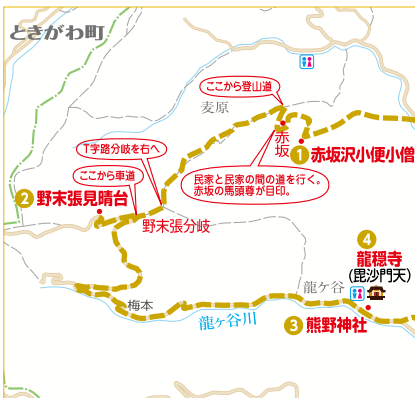 ときがわ町
ここから登山道
麦原
赤坂
① 赤坂沢小便小僧
T字路分岐を右へ
ここから車道
民家と民家の間の道を行く。
赤坂の馬頭尊が目印。
② 野末張見晴台
野末張分岐
④
龍穏寺
(毘沙門天)
龍ヶ谷
梅本
龍ヶ谷川
③ 熊野神社